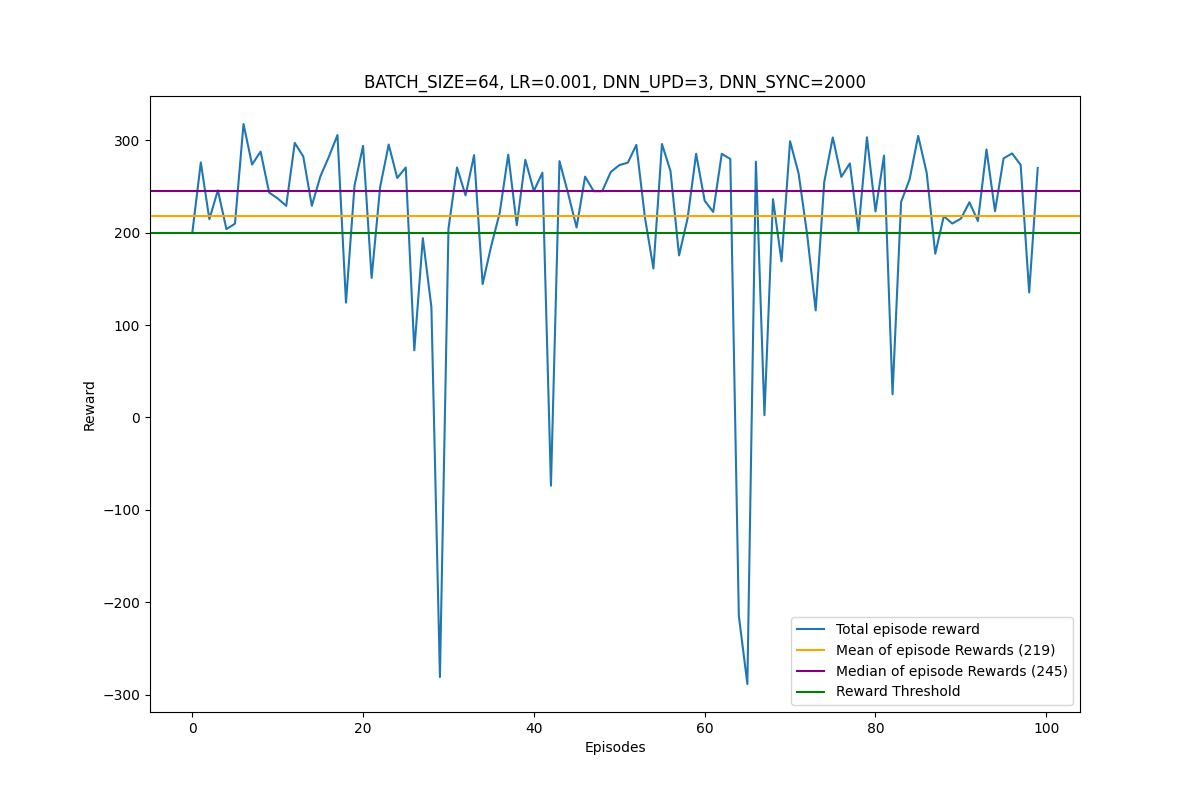 BATCH_SIZE=64, LR=0.001, DNN_UPD=3, DNN_SYNC=2000
300
200
100
0
−100
−200
−300
Reward
Total episode reward
Mean of episode Rewards (219)
Median of episode Rewards (245)
Reward Threshold
0 20 40 60 80 100
Episodes